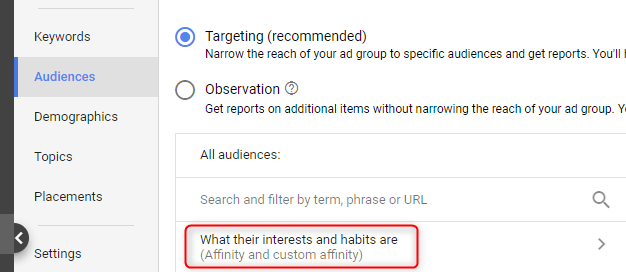 Keywords
Audiences
Demographics
Topics
Placements
Settings
Targeting (recommended)
Narrow the reach of your ad group to specific audiences and get reports. You'll
Observation
Get reports on additional items without narrowing the reach of your ad group.
All audiences:
Search and filter by term, phrase or URL
What their interests and habits are
(Affinity and custom affinity)